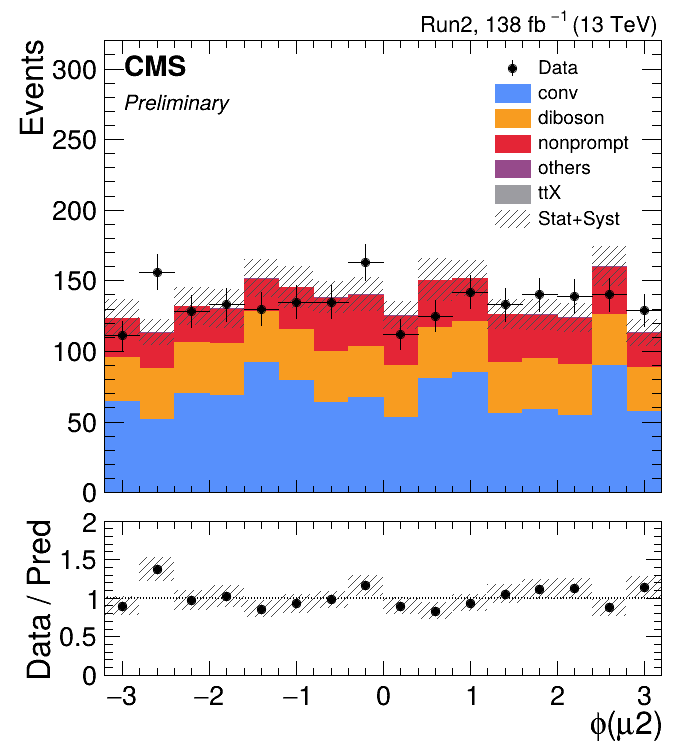 Run2, 138 fb⁻¹ (13 TeV)
CMS
Preliminary
Events
300
250
200
150
100
50
0
Data
conv
diboson
nonprompt
others
ttX
Stat+Syst
Data / Pred
2
1.5
1
0.5
0
−3 −2 −1 0 1 2 3
ϕ(μ2)